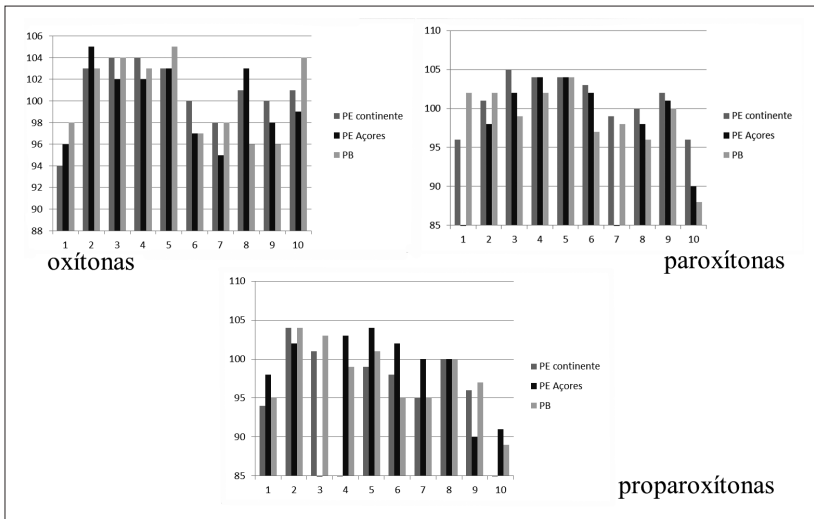 106
104
102
100
98
96
94
92
90
88
1 2 3 4 5 6 7 8 9 10
PE continente
PE Açores
PB
oxítonas
110
105
100
95
90
85
1 2 3 4 5 6 7 8 9 10
PE continente
PE Açores
PB
paroxítonas
110
105
100
95
90
85
1 2 3 4 5 6 7 8 9 10
PE continente
PE Açores
PB
proparoxítonas